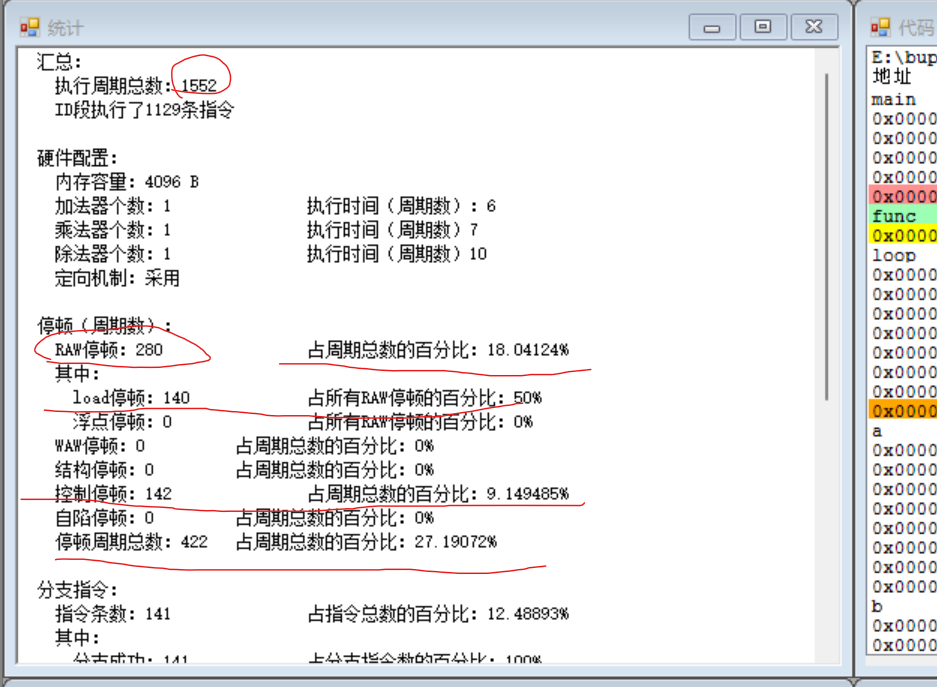 统计
汇总:
执行周期总数: 1552
ID段执行了1129条指令
硬件配置:
内存容量: 4096 B
加法器个数: 1 执行时间（周期数）: 6
乘法器个数: 1 执行时间（周期数）7
除法器个数: 1 执行时间（周期数）10
定向机制: 采用
停顿（周期数）:
RAW停顿: 280 占周期总数的百分比: 18.04124%
其中:
load停顿: 140 占所有RAW停顿的百分比: 50%
浮点停顿: 0 占所有RAW停顿的百分比: 0%
WAW停顿: 0 占周期总数的百分比: 0%
结构停顿: 0 占周期总数的百分比: 0%
控制停顿: 142 占周期总数的百分比: 9.149485%
自陷停顿: 0 占周期总数的百分比: 0%
停顿周期总数: 422 占周期总数的百分比: 27.19072%
分支指令:
指令条数: 141 占指令总数的百分比: 12.48893%
其中:
分支成功: 141 占分支指令数的百分比: 100%
代码
E:\bup
地址
main
0x0000
0x0000
0x0000
0x0000
0x0000
func
0x0000
loop
0x0000
0x0000
0x0000
0x0000
0x0000
0x0000
0x0000
0x0000
a
0x0000
0x0000
0x0000
0x0000
0x0000
0x0000
0x0000
b
0x0000
0x0000